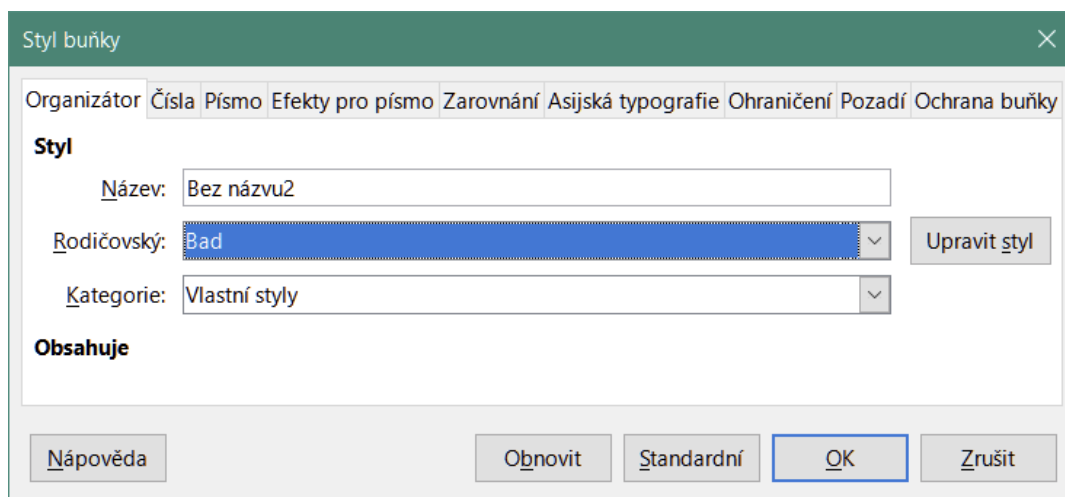 Styl buňky
Organizátor Čísla Písmo Efekty pro písmo Zarovnání Asijská typografie Ohraničení Pozadí Ochrana buňky
Styl
Název: Bez názvu2
Rodičovský: Bad Upravit styl
Kategorie: Vlastní styly
Obsahuje
Nápověda Obnovit Standardní OK Zrušit